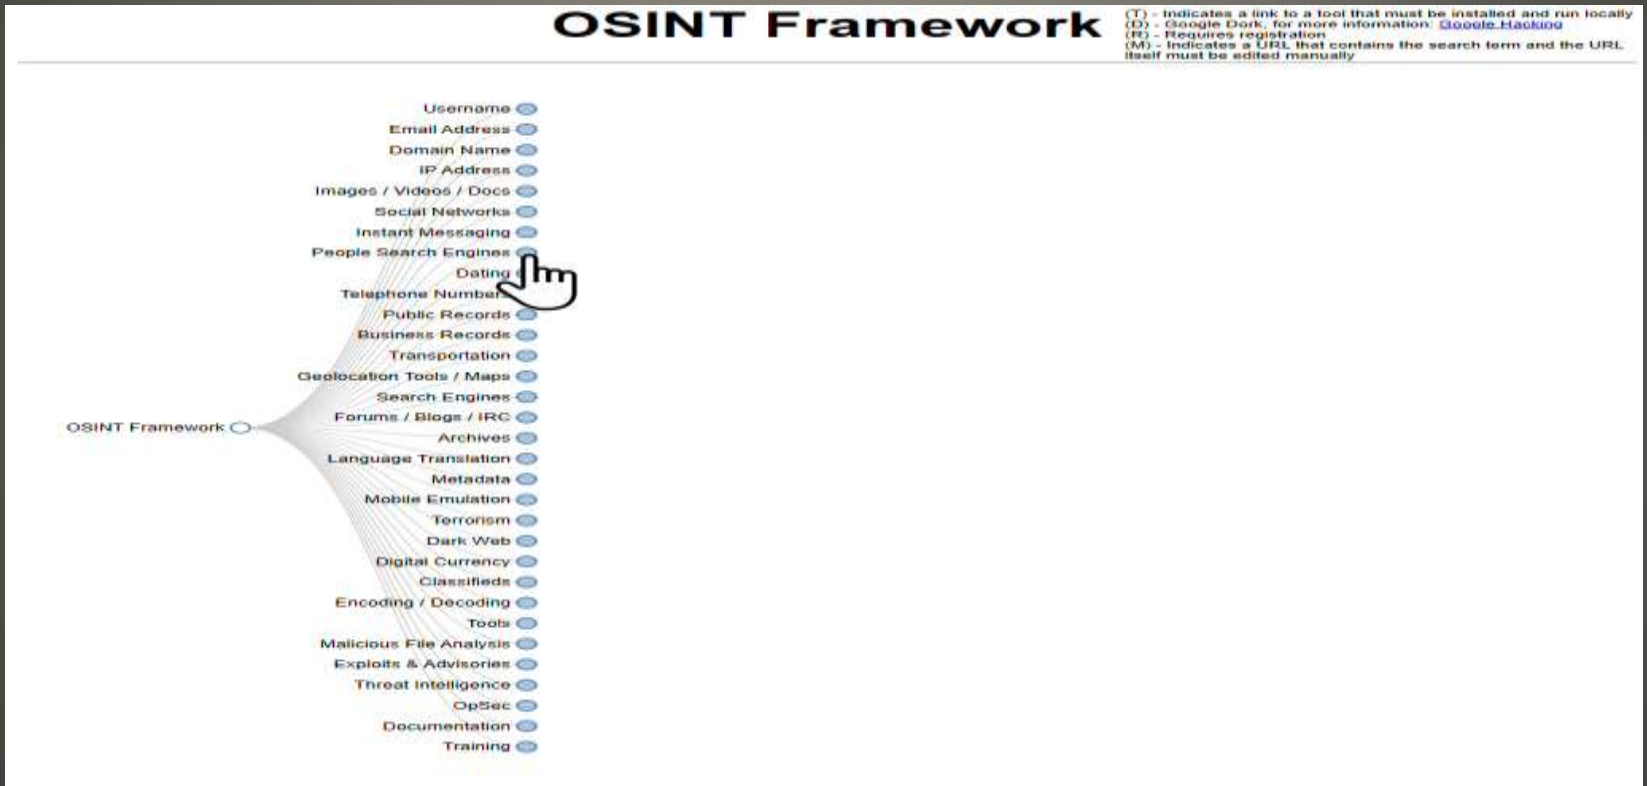 OSINT Framework
(T) - Indicates a link to a tool that must be installed and run locally
(D) - Google Dork, for more information: Google Hacking
(R) - Requires registration
(M) - Indicates a URL that contains the search term and the URL
itself must be edited manually
Username
Email Address
Domain Name
IP Address
Images / Videos / Docs
Social Networks
Instant Messaging
People Search Engines
Dating
Telephone Numbers
Public Records
Business Records
Transportation
Geolocation Tools / Maps
Search Engines
Forums / Blogs / IRC
OSINT Framework
Archives
Language Translation
Metadata
Mobile Emulation
Terrorism
Dark Web
Digital Currency
Classifieds
Encoding / Decoding
Tools
Malicious File Analysis
Exploits & Advisories
Threat Intelligence
OpSec
Documentation
Training